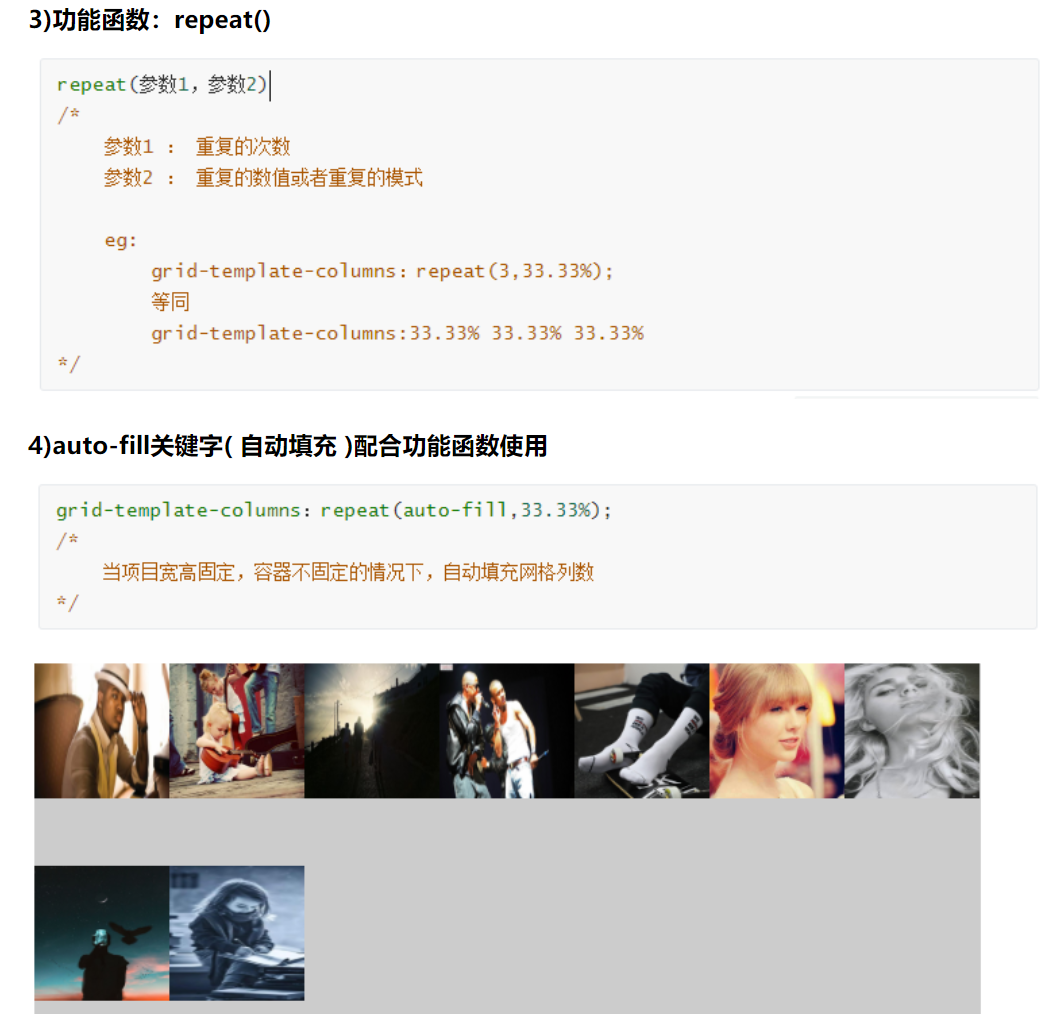 3)功能函数：repeat()
repeat(参数1，参数2)
/*
参数1 ： 重复的次数
参数2 ： 重复的数值或者重复的模式
eg:
grid-template-columns：repeat(3,33.33%);
等同
grid-template-columns:33.33% 33.33% 33.33%
*/
4)auto-fill关键字( 自动填充 )配合功能函数使用
grid-template-columns：repeat(auto-fill,33.33%);
/*
当项目宽高固定，容器不固定的情况下，自动填充网格列数
*/